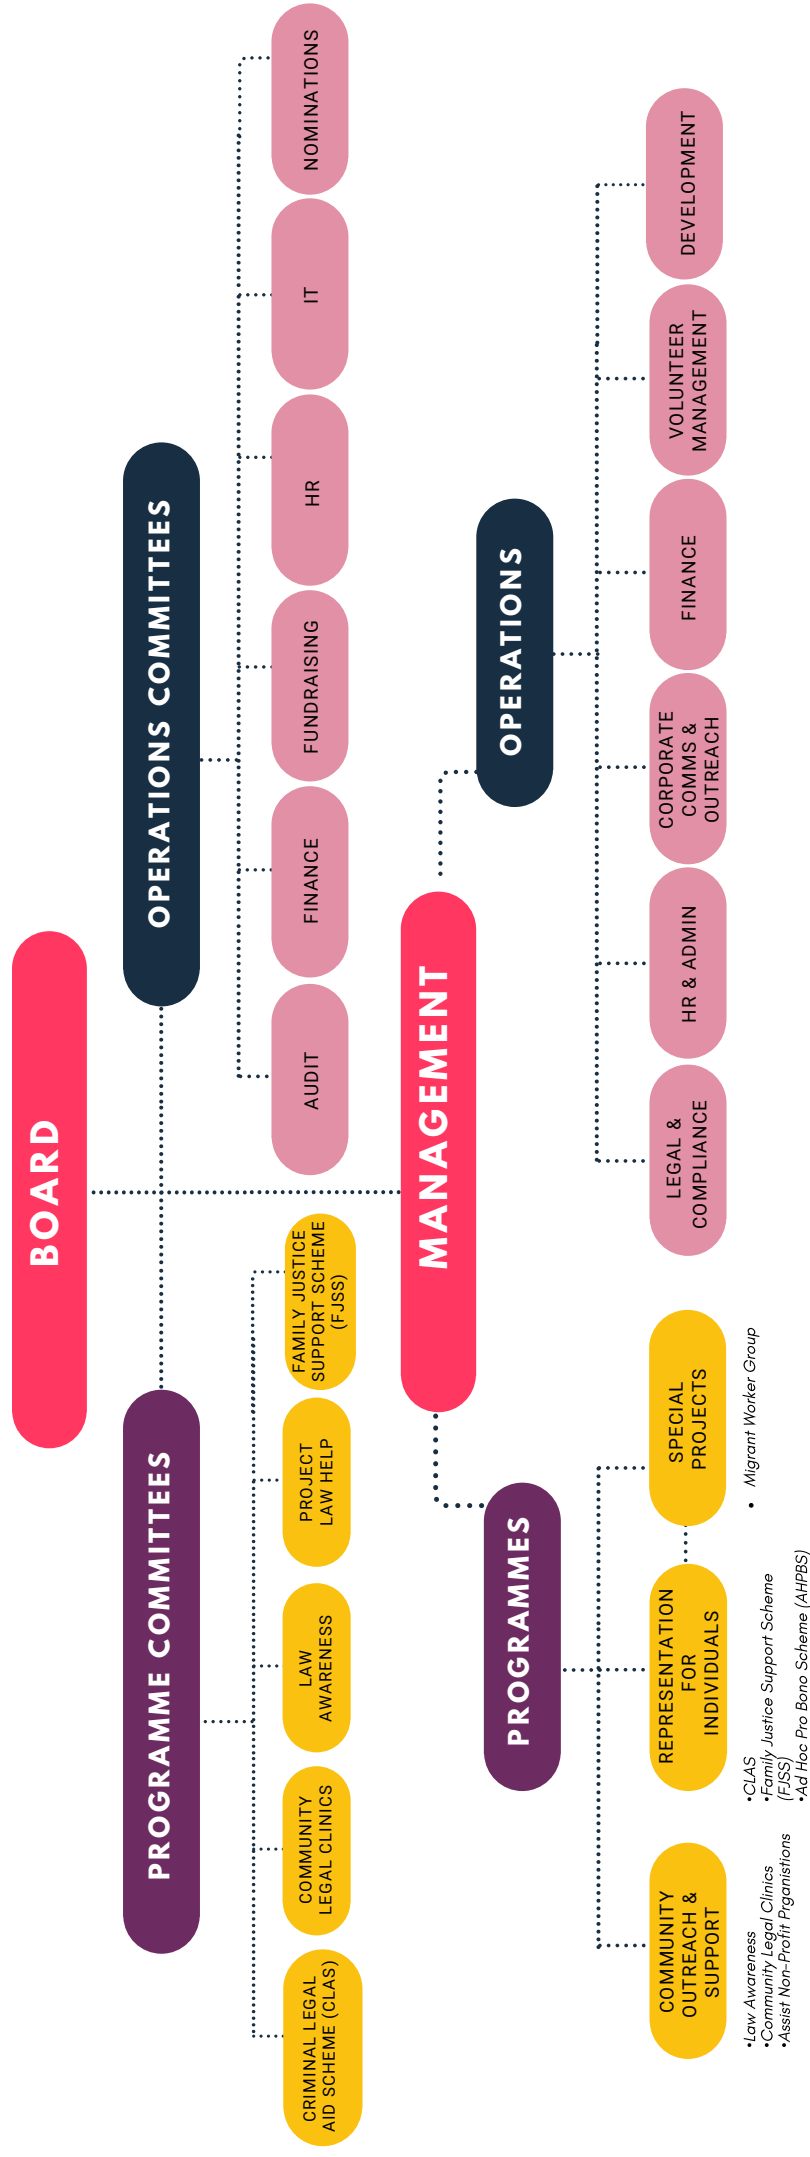 BOARD
PROGRAMME COMMITTEES
OPERATIONS COMMITTEES
CRIMINAL LEGAL
AID SCHEME (CLAS)
COMMUNITY
LEGAL CLINICS
LAW
AWARENESS
PROJECT
LAW HELP
FAMILY JUSTICE
SUPPORT SCHEME
(FJSS)
AUDIT
FINANCE
FUNDRAISING
HR
IT
NOMINATIONS
MANAGEMENT
PROGRAMMES
OPERATIONS
COMMUNITY
OUTREACH &
SUPPORT
•Law Awareness
•Community Legal Clinics
•Assist Non-Profit Prganistions
REPRESENTATION
FOR
INDIVIDUALS
•CLAS
•Family Justice Support Scheme
(FJSS)
•Ad Hoc Pro Bono Scheme (AHPBS)
SPECIAL
PROJECTS
• Migrant Worker Group
LEGAL &
COMPLIANCE
HR & ADMIN
CORPORATE
COMMS &
OUTREACH
FINANCE
VOLUNTEER
MANAGEMENT
DEVELOPMENT